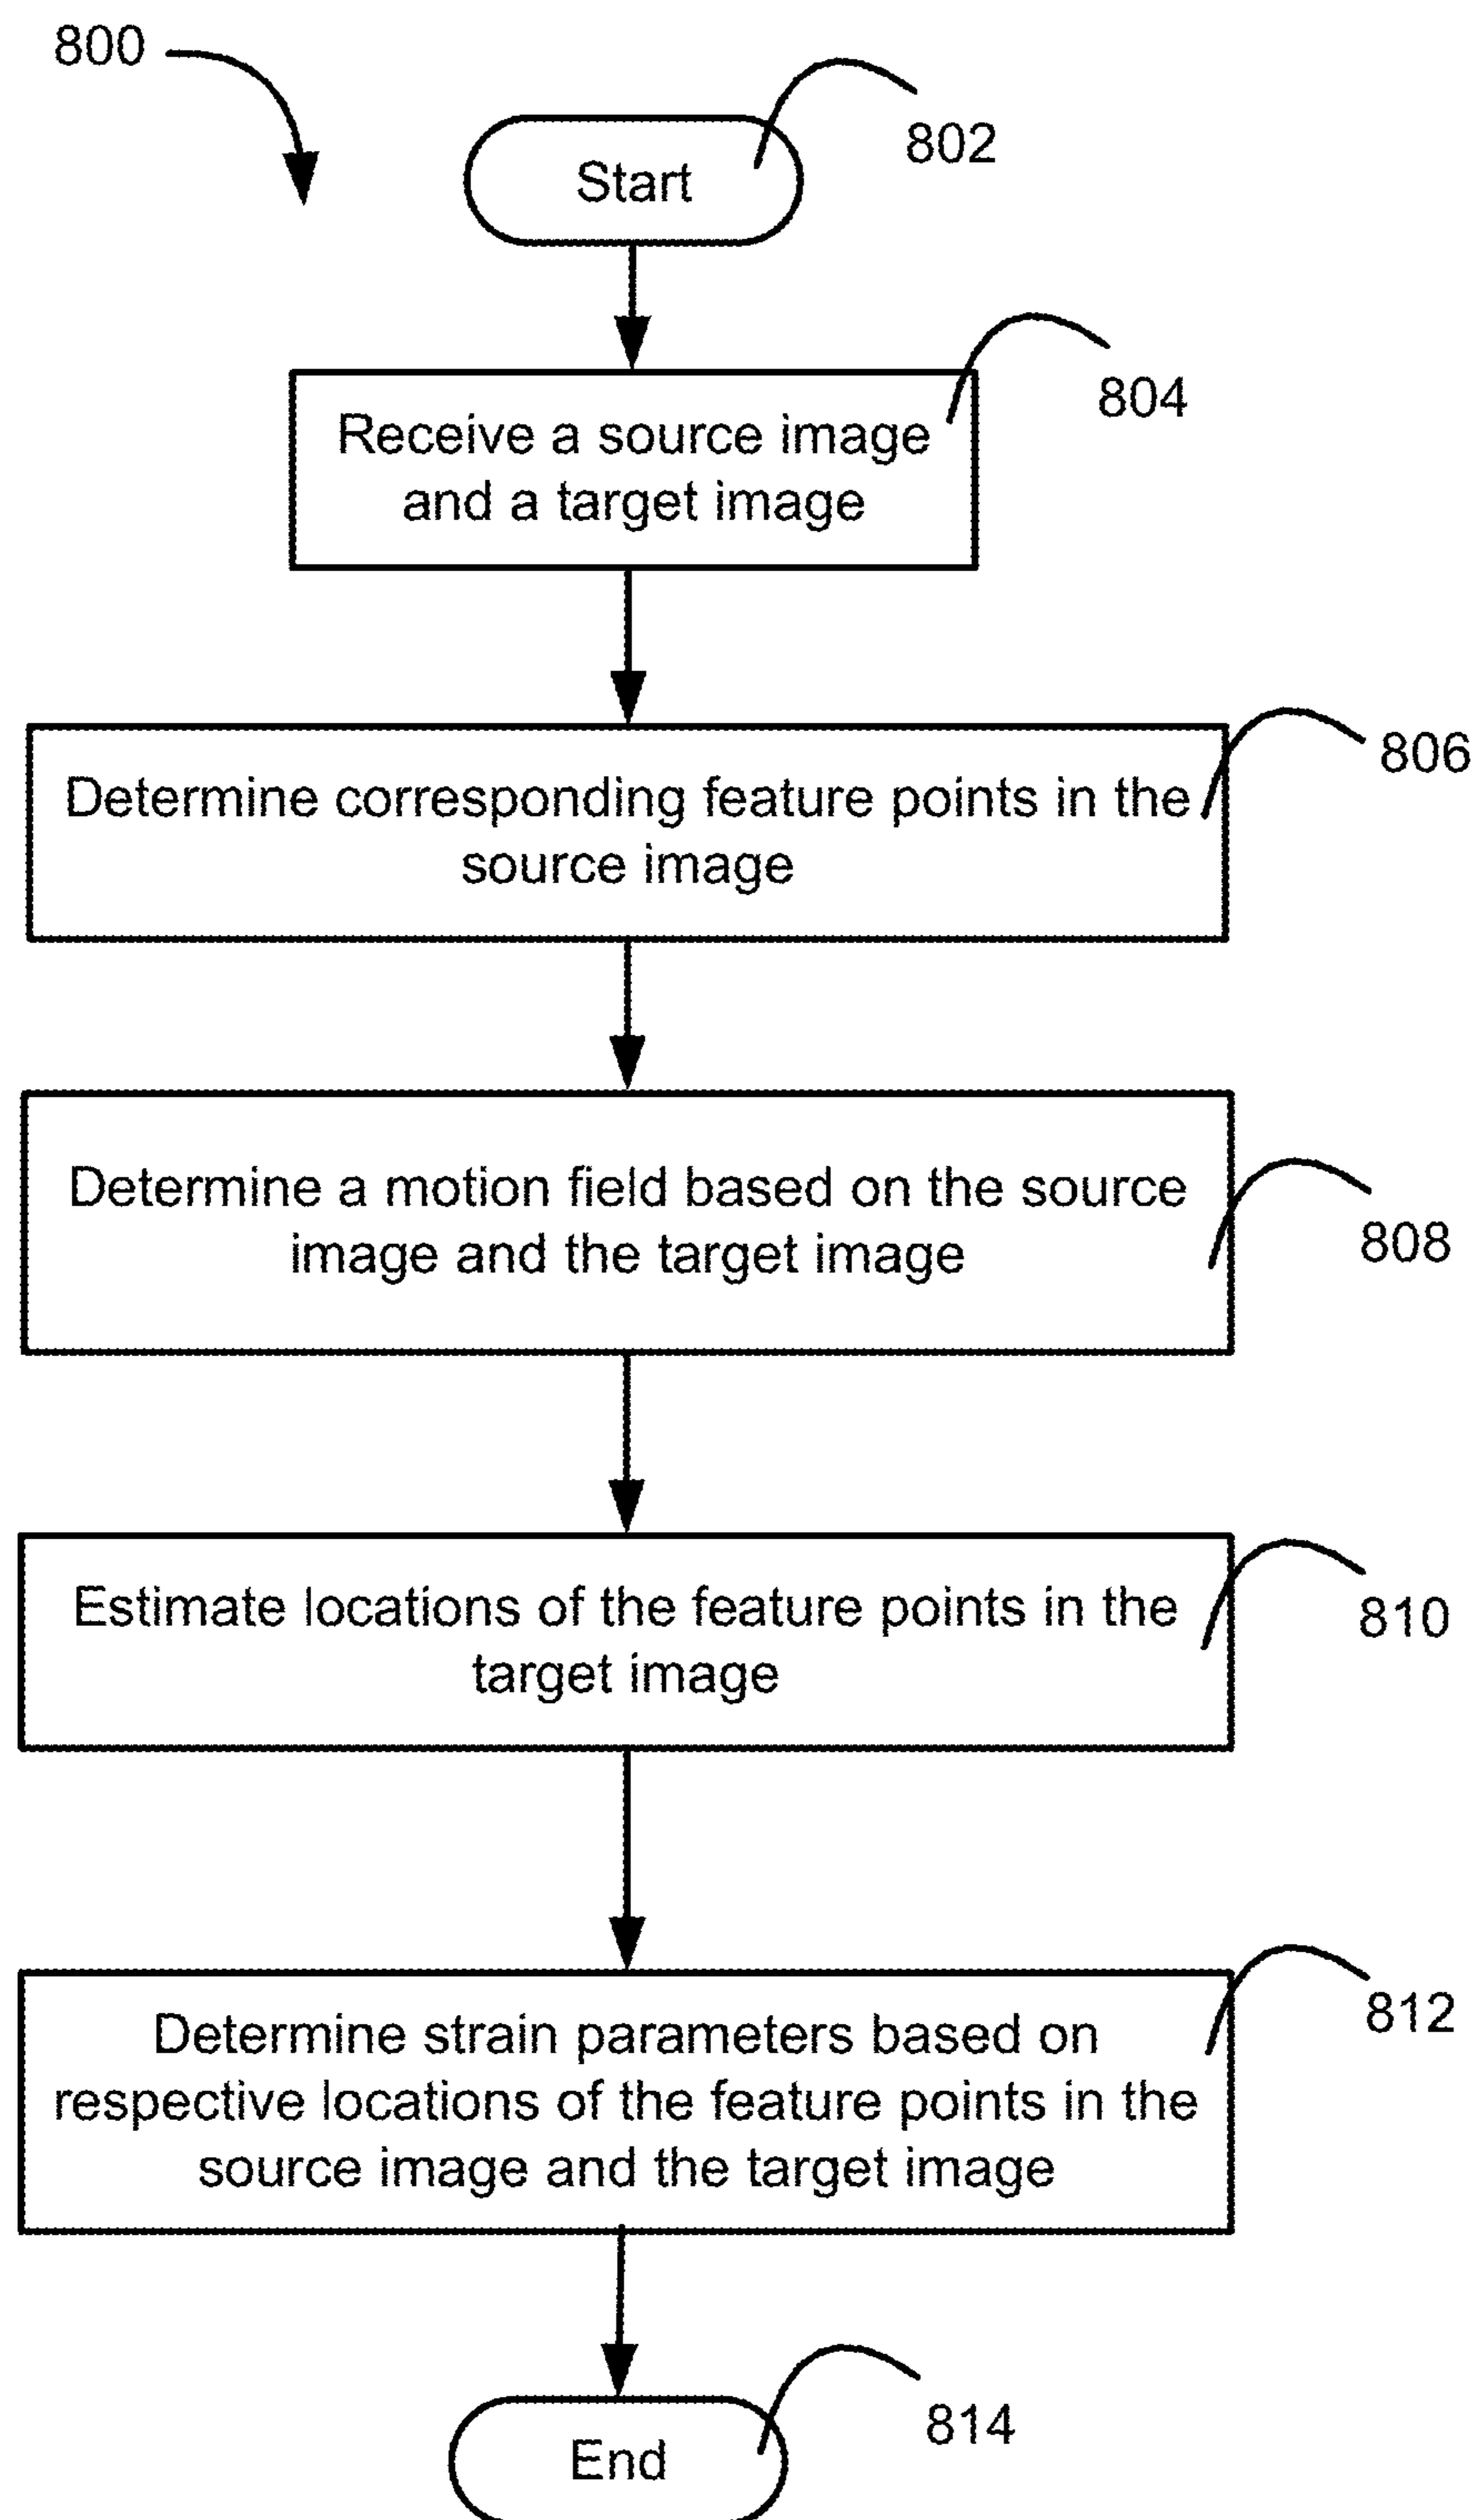 800
802
Start
804
Receive a source image
and a target image
806
Determine corresponding feature points in the
source image
Determine a motion field based on the source
image and the target image
808
Estimate locations of the feature points in the
target image
810
812
Determine strain parameters based on
respective locations of the feature points in the
source image and the target image
814
End